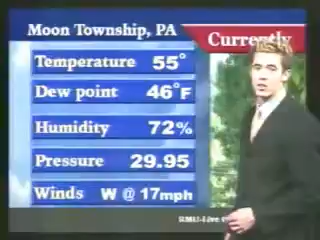 Moon Township, PA
Currently
Temperature 55°
Dew point 46°F
Humidity 72%
Pressure 29.95
Winds W @ 17mph